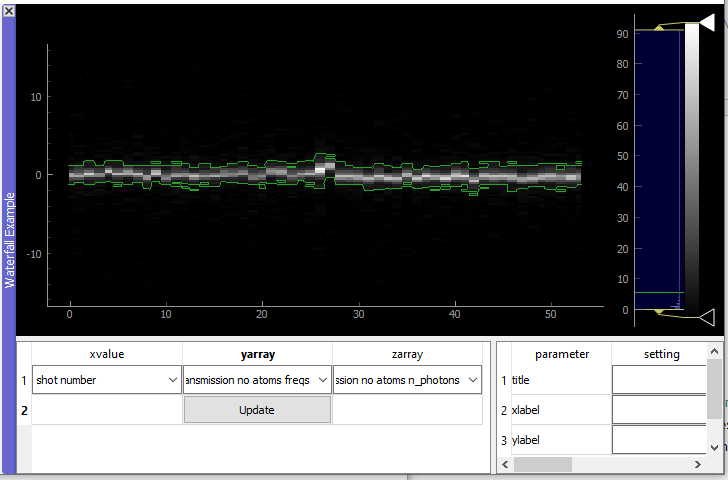 Waterfall Example
10
0
-10
0
10
20
30
40
50
90
80
70
60
50
40
30
20
10
0
xvalue yarray zarray
1 shot number ansmission no atoms freqs ssion no atoms n_photons
2 Update
parameter setting
1 title
2 xlabel
3 ylabel